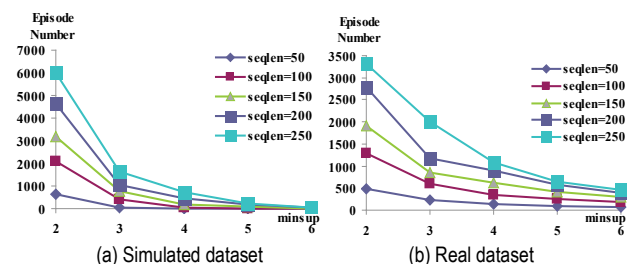 Episode
Number
7000
6000
5000
4000
3000
2000
1000
0
2
3
4
5
6
minsup
seqlen=50
seqlen=100
seqlen=150
seqlen=200
seqlen=250
(a) Simulated dataset
Episode
Number
3500
3000
2500
2000
1500
1000
500
0
2
3
4
5
6
minsup
seqlen=50
seqlen=100
seqlen=150
seqlen=200
seqlen=250
(b) Real dataset